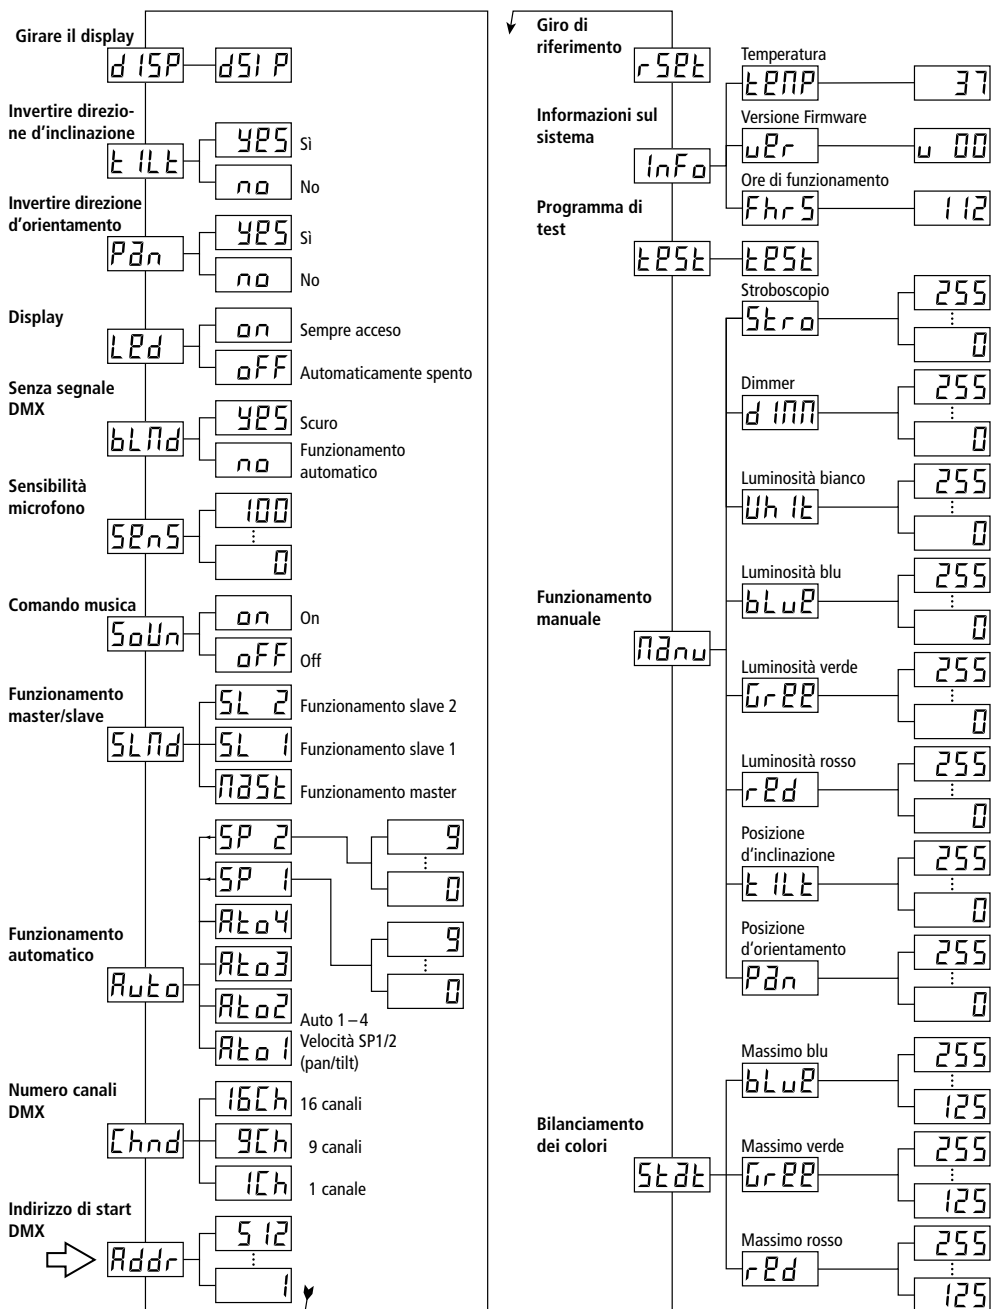 Girare il display
dISP
dSIP
Invertire direzio-
ne d'inclinazione
tILt
YeS
Sì
no
No
Invertire direzione
d'orientamento
Pan
YeS
Sì
no
No
Display
Led
on
Sempre acceso
oFF
Automaticamente spento
Senza segnale
DMX
bLMd
YeS
Scuro
no
Funzionamento
automatico
Sensibilità
microfono
SenS
100
0
Comando musica
SoUn
on
On
oFF
Off
Funzionamento
master/slave
SLMd
SL 2
Funzionamento slave 2
SL 1
Funzionamento slave 1
MaSt
Funzionamento master
Funzionamento
automatico
Auto
SP 2
9
0
SP 1
9
0
Ato4
Ato3
Ato2
Ato1
Auto 1–4
Velocità SP1/2
(pan/tilt)
Numero canali
DMX
Chnd
16Ch
16 canali
9Ch
9 canali
1Ch
1 canale
Indirizzo di start
DMX
Addr
512
1
Giro di
riferimento
rSet
Informazioni sul
sistema
InFo
Temperatura
teMP
37
Versione Firmware
ver
v 00
Ore di funzionamento
FhrS
112
Programma di
test
teSt
teSt
Funzionamento
manuale
Manu
Stroboscopio
Stro
255
0
Dimmer
dIMM
255
0
Luminosità bianco
WhIt
255
0
Luminosità blu
bLue
255
0
Luminosità verde
Gree
255
0
Luminosità rosso
red
255
0
Posizione
d'inclinazione
tILt
255
0
Posizione
d'orientamento
Pan
255
0
Bilanciamento
dei colori
Stat
Massimo blu
bLue
255
125
Massimo verde
Gree
255
125
Massimo rosso
red
255
125